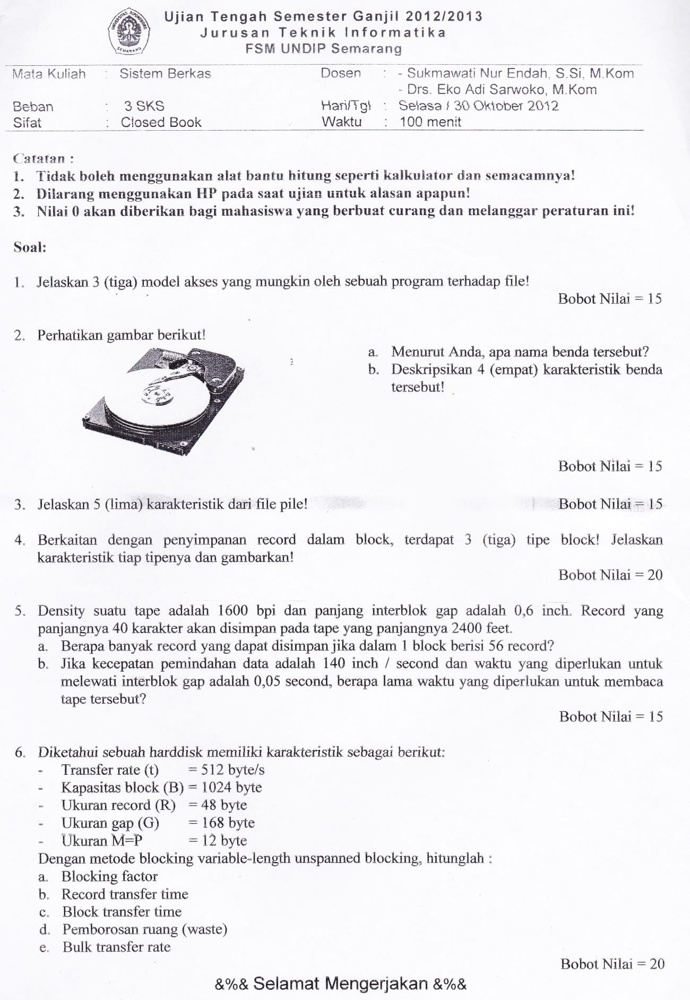 UNIVERSITAS DIPONEGORO
SEMARANG
Ujian Tengah Semester Ganjil 2012/2013
Jurusan Teknik Informatika
FSM UNDIP Semarang
Mata Kuliah : Sistem Berkas Dosen : - Sukmawati Nur Endah, S.Si, M.Kom
- Drs. Eko Adi Sarwoko, M.Kom
Beban : 3 SKS Hari/Tgl : Selasa / 30 Oktober 2012
Sifat : Closed Book Waktu : 100 menit
Catatan :
1. Tidak boleh menggunakan alat bantu hitung seperti kalkulator dan semacamnya!
2. Dilarang menggunakan HP pada saat ujian untuk alasan apapun!
3. Nilai 0 akan diberikan bagi mahasiswa yang berbuat curang dan melanggar peraturan ini!
Soal:
1. Jelaskan 3 (tiga) model akses yang mungkin oleh sebuah program terhadap file!
Bobot Nilai = 15
2. Perhatikan gambar berikut!
a. Menurut Anda, apa nama benda tersebut?
b. Deskripsikan 4 (empat) karakteristik benda
tersebut!
Bobot Nilai = 15
3. Jelaskan 5 (lima) karakteristik dari file pile! Bobot Nilai = 15
4. Berkaitan dengan penyimpanan record dalam block, terdapat 3 (tiga) tipe block! Jelaskan
karakteristik tiap tipenya dan gambarkan!
Bobot Nilai = 20
5. Density suatu tape adalah 1600 bpi dan panjang interblok gap adalah 0,6 inch. Record yang
panjangnya 40 karakter akan disimpan pada tape yang panjangnya 2400 feet.
a. Berapa banyak record yang dapat disimpan jika dalam 1 block berisi 56 record?
b. Jika kecepatan pemindahan data adalah 140 inch / second dan waktu yang diperlukan untuk
melewati interblok gap adalah 0,05 second, berapa lama waktu yang diperlukan untuk membaca
tape tersebut?
Bobot Nilai = 15
6. Diketahui sebuah harddisk memiliki karakteristik sebagai berikut:
- Transfer rate (t) = 512 byte/s
- Kapasitas block (B) = 1024 byte
- Ukuran record (R) = 48 byte
- Ukuran gap (G) = 168 byte
- Ukuran M=P = 12 byte
Dengan metode blocking variable-length unspanned blocking, hitunglah :
a. Blocking factor
b. Record transfer time
c. Block transfer time
d. Pemborosan ruang (waste)
e. Bulk transfer rate
Bobot Nilai = 20
&%& Selamat Mengerjakan &%&